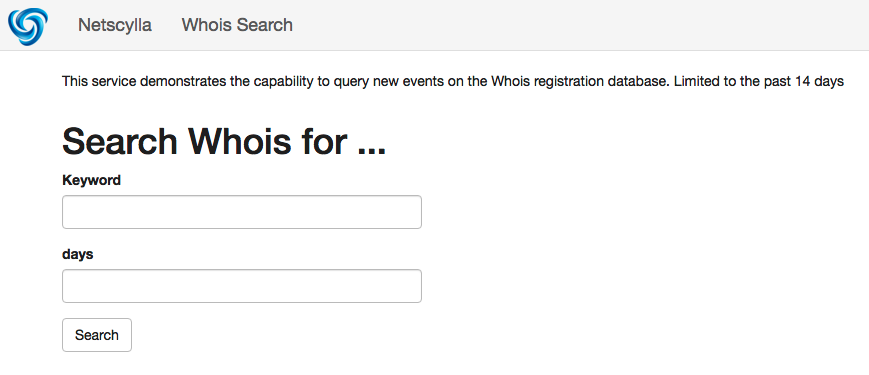 Netscylla Whois Search
This service demonstrates the capability to query new events on the Whois registration database. Limited to the past 14 days
Search Whois for ...
Keyword
days
Search